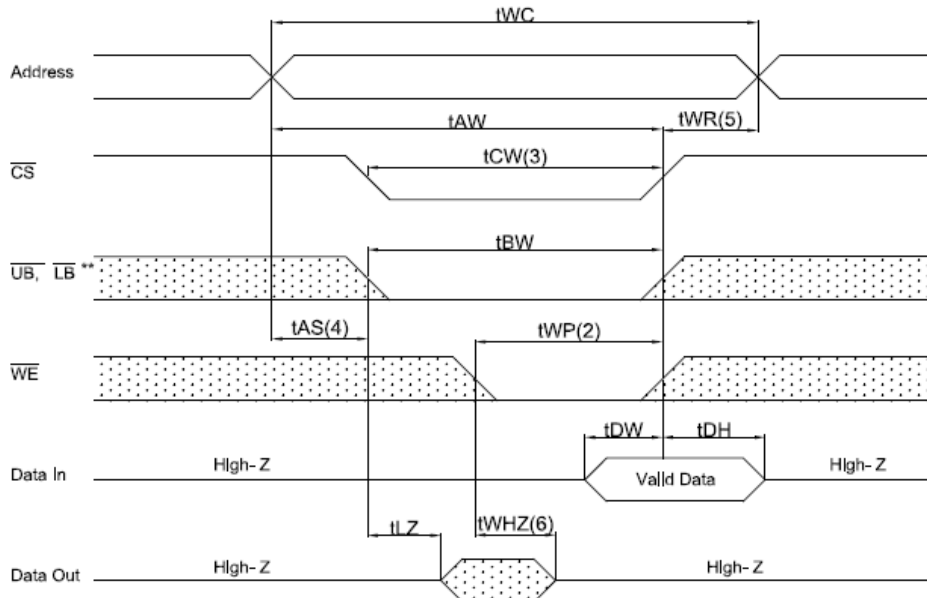 tWC
Address
tAW
tWR(5)
CS
tCW(3)
tBW
UB, LB **
tAS(4)
tWP(2)
WE
tDW
tDH
HIgh-Z
Data In
ValId Data
HIgh-Z
tLZ
tWHZ(6)
HIgh-Z
Data Out
HIgh-Z